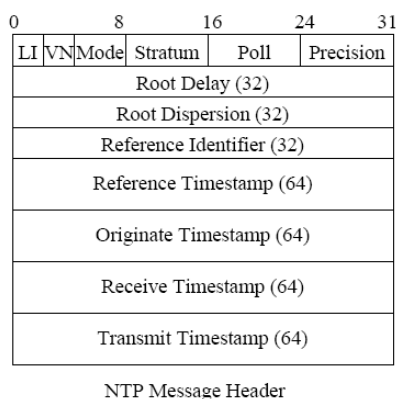 0 8 16 24 31
LI VN Mode Stratum Poll Precision
Root Delay (32)
Root Dispersion (32)
Reference Identifier (32)
Reference Timestamp (64)
Originate Timestamp (64)
Receive Timestamp (64)
Transmit Timestamp (64)
NTP Message Header